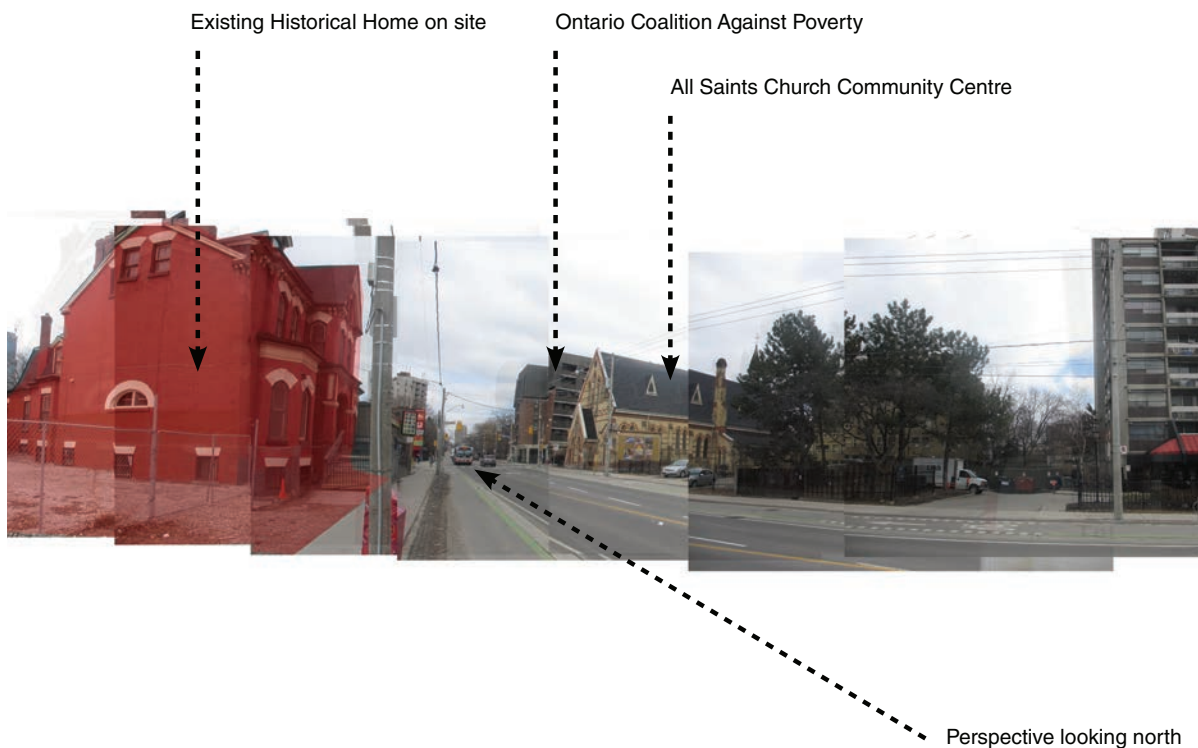 Existing Historical Home on site
Ontario Coalition Against Poverty
All Saints Church Community Centre
Perspective looking north